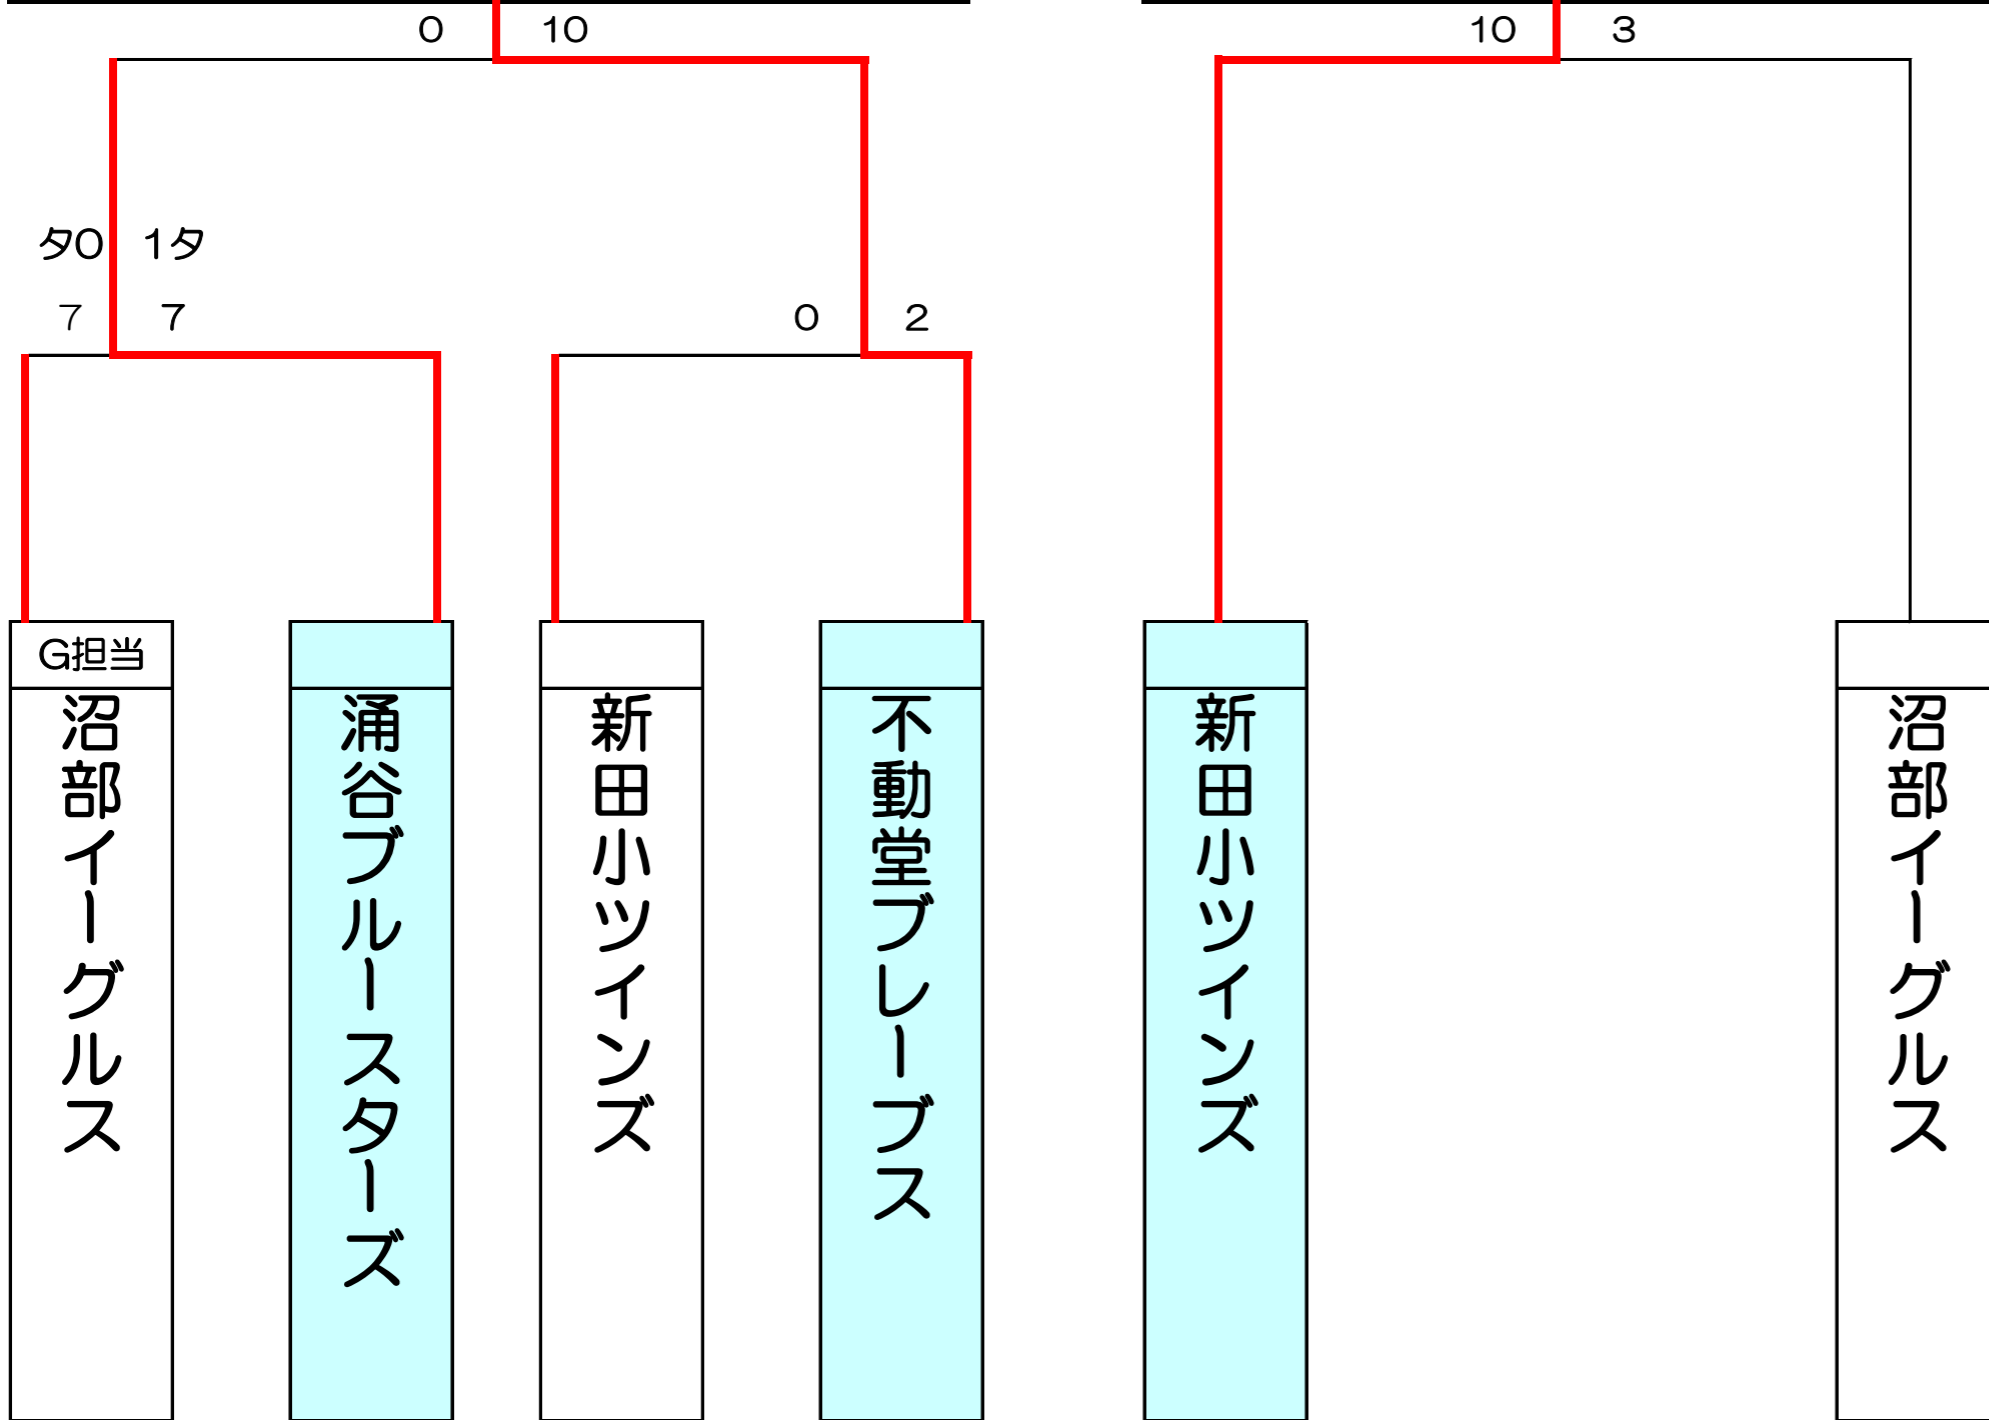 0 10 10 3
タ0 1タ
7 7 0 2
G担当
沼部イーグルス
涌谷ブルースターズ
新田小ツインズ
不動堂ブレーブス
新田小ツインズ
沼部イーグルス